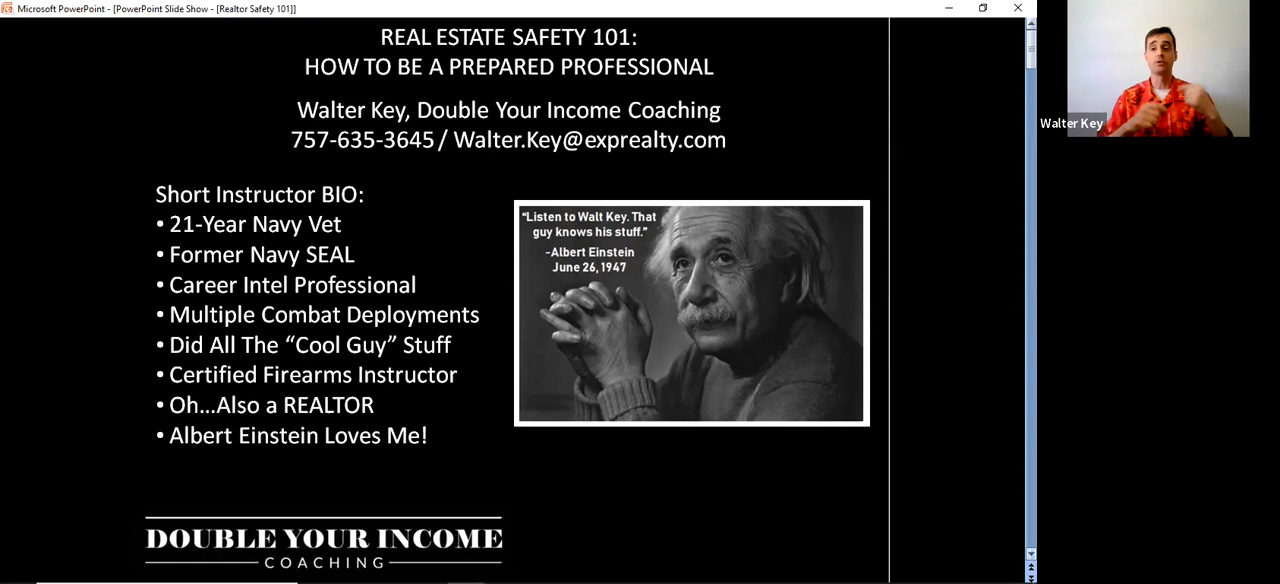 Microsoft PowerPoint - [PowerPoint Slide Show - [Realtor Safety 101]]
REAL ESTATE SAFETY 101:
HOW TO BE A PREPARED PROFESSIONAL
Walter Key, Double Your Income Coaching
757-635-3645 / Walter.Key@exprealty.com
Short Instructor BIO:
• 21-Year Navy Vet
• Former Navy SEAL
• Career Intel Professional
• Multiple Combat Deployments
• Did All The “Cool Guy” Stuff
• Certified Firearms Instructor
• Oh…Also a REALTOR
• Albert Einstein Loves Me!
“Listen to Walt Key. That
guy knows his stuff.”
-Albert Einstein
June 26, 1947
DOUBLE YOUR INCOME
COACHING
Walter Key